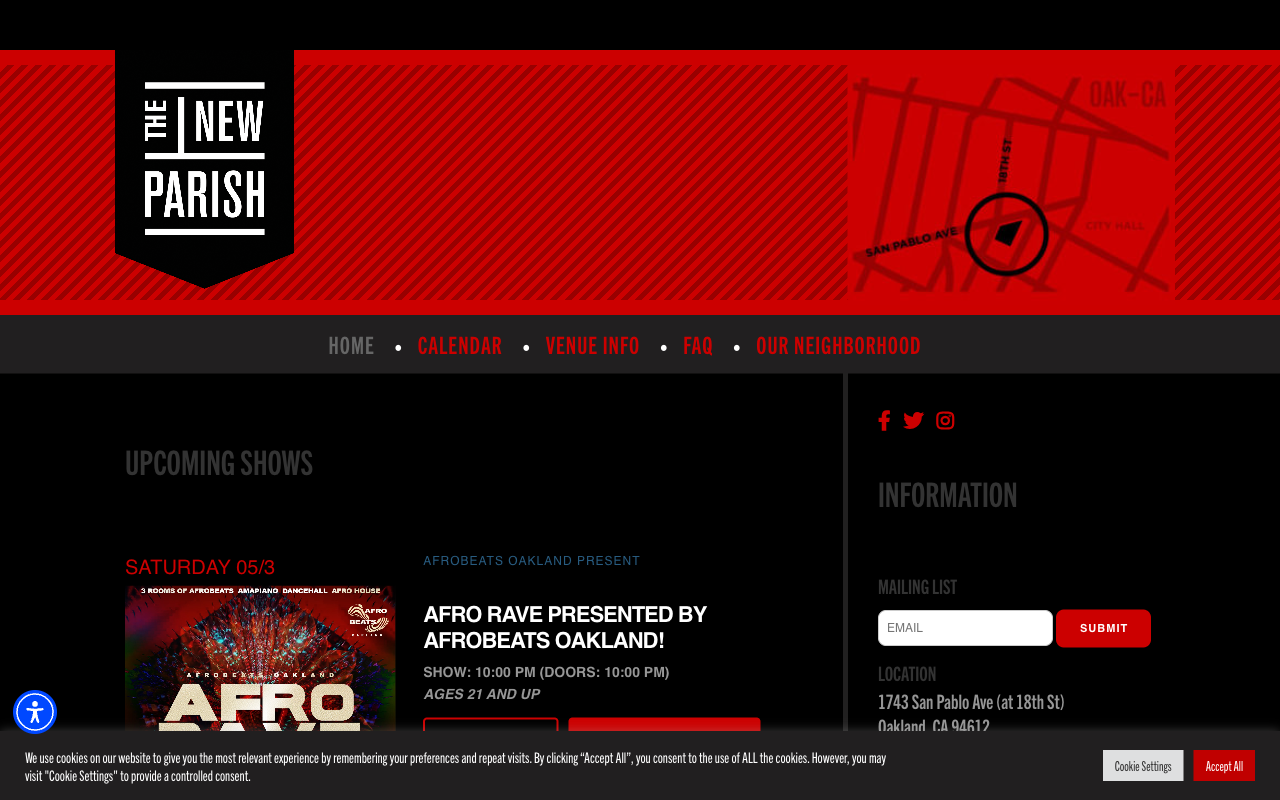 THE NEW
PARISH
OAK-CA
18TH ST
SAN PABLO AVE
CITY HALL
HOME • CALENDAR • VENUE INFO • FAQ • OUR NEIGHBORHOOD
UPCOMING SHOWS
SATURDAY 05/3
3 ROOMS OF AFROBEATS AMAPIANO DANCEHALL AFRO HOUSE
AFRO
BEATS
AFROBEATS OAKLAND
AFRO
RAVE
AFROBEATS OAKLAND PRESENT
AFRO RAVE PRESENTED BY
AFROBEATS OAKLAND!
SHOW: 10:00 PM (DOORS: 10:00 PM)
AGES 21 AND UP
INFORMATION
MAILING LIST
EMAIL
SUBMIT
LOCATION
1743 San Pablo Ave (at 18th St)
Oakland, CA 94612
We use cookies on our website to give you the most relevant experience by remembering your preferences and repeat visits. By clicking “Accept All”, you consent to the use of ALL the cookies. However, you may
visit "Cookie Settings" to provide a controlled consent.
Cookie Settings
Accept All